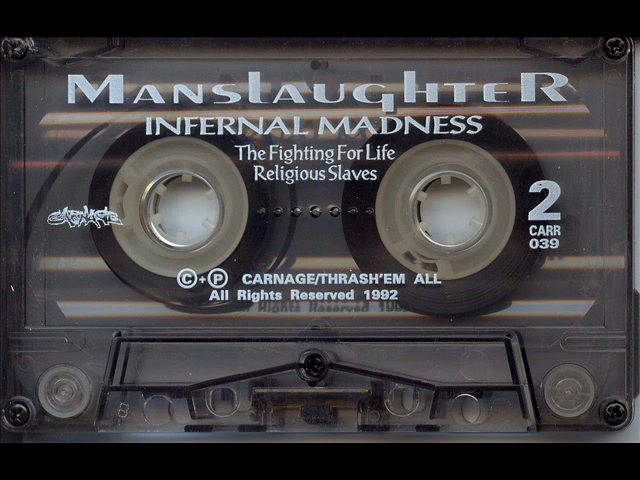 MANSLAUGHTER
INFERNAL MADNESS
The Fighting For Life
Religious Slaves
2
CARR
039
©+℗ CARNAGE/THRASH'EM ALL
All Rights Reserved 1992